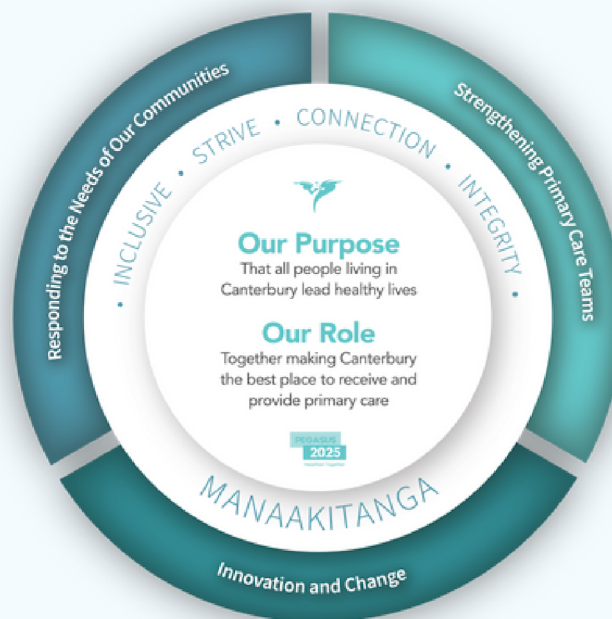 Responding to the Needs of Our Communities
Strengthening Primary Care Teams
• INCLUSIVE • STRIVE • CONNECTION • INTEGRITY •
Our Purpose
That all people living in
Canterbury lead healthy lives
Our Role
Together making Canterbury
the best place to receive and
provide primary care
PEGASUS
2025
MANAAKITANGA
Innovation and Change